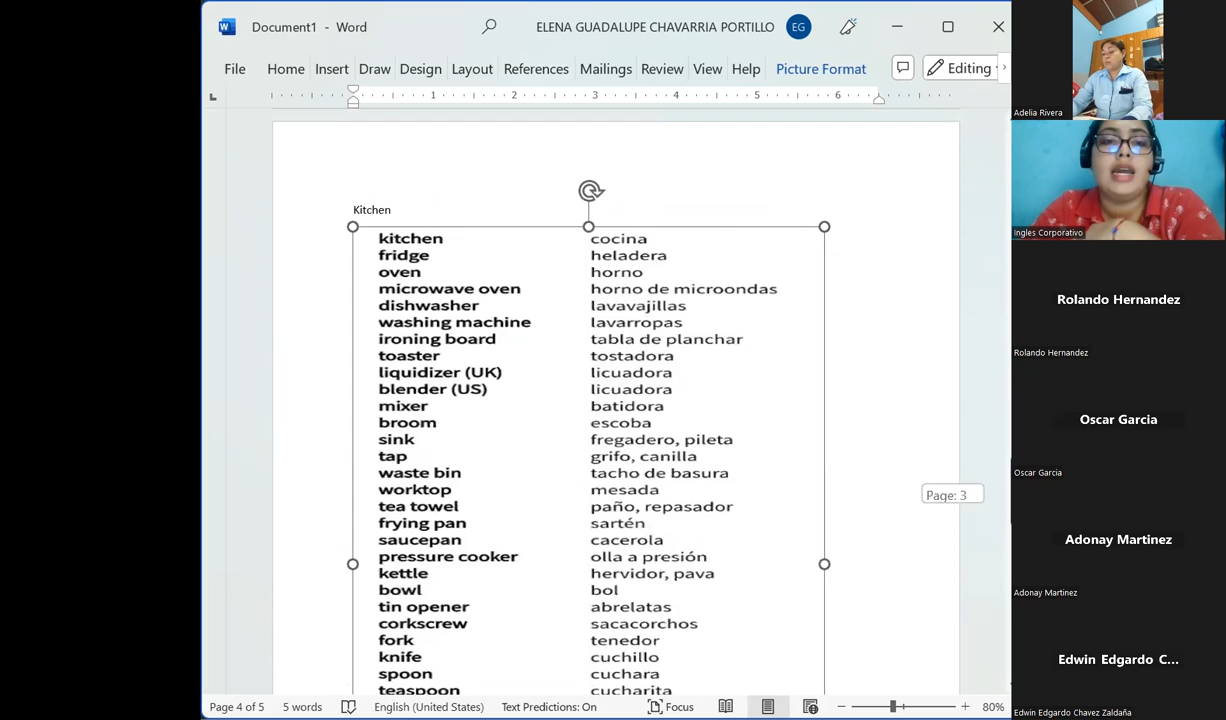 Document1 - Word
ELENA GUADALUPE CHAVARRIA PORTILLO
EG
File Home Insert Draw Design Layout References Mailings Review View Help Picture Format Editing
1 2 3 4 5 6
Kitchen
kitchen cocina
fridge heladera
oven horno
microwave oven horno de microondas
dishwasher lavavajillas
washing machine lavarropas
ironing board tabla de planchar
toaster tostadora
liquidizer (UK) licuadora
blender (US) licuadora
mixer batidora
broom escoba
sink fregadero, pileta
tap grifo, canilla
waste bin tacho de basura
worktop mesada
tea towel paño, repasador
frying pan sartén
saucepan cacerola
pressure cooker olla a presión
kettle hervidor, pava
bowl bol
tin opener abrelatas
corkscrew sacacorchos
fork tenedor
knife cuchillo
spoon cuchara
teaspoon cucharita
Page: 3
Page 4 of 5 5 words English (United States) Text Predictions: On Focus 80%
Adelia Rivera
Ingles Corporativo
Rolando Hernandez
Rolando Hernandez
Oscar Garcia
Oscar Garcia
Adonay Martinez
Adonay Martinez
Edwin Edgardo C...
Edwin Edgardo Chavez Zaldaña